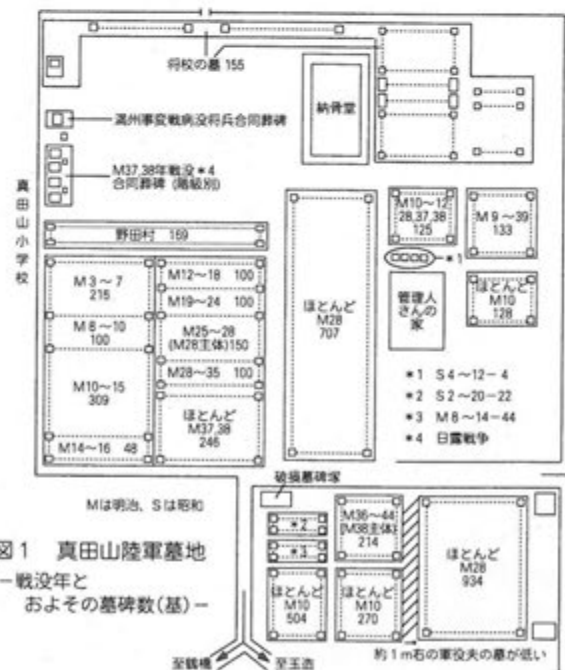 将校の墓 155
納骨堂
満州事変戦病没将兵合同葬碑
M37,38年戦没*4
合同葬碑 (階級別)
真田山小学校
野田村 169
M3〜7
215
M8〜10
100
M10〜15
309
M14〜16 48
M12〜18 100
M19〜24 100
M25〜28
(M28主体)150
M28〜35 100
ほとんど
M37,38
246
ほとんど
M28
707
M10〜12
28,37,38
125
M9〜39
133
*1
管理人
さんの
家
ほとんど
M10
128
*1 S4〜12−4
*2 S2〜20−22
*3 M8〜14−44
*4 日露戦争
Mは明治、Sは昭和
破損墓碑塚
*2
*3
ほとんど
M10
504
M36〜44
(M38主体)
214
ほとんど
M10
270
ほとんど
M28
934
約1m右の軍役夫の墓が低い
至鶴橋
至玉造
図1 真田山陸軍墓地
−戦没年と
およその墓碑数(基)−